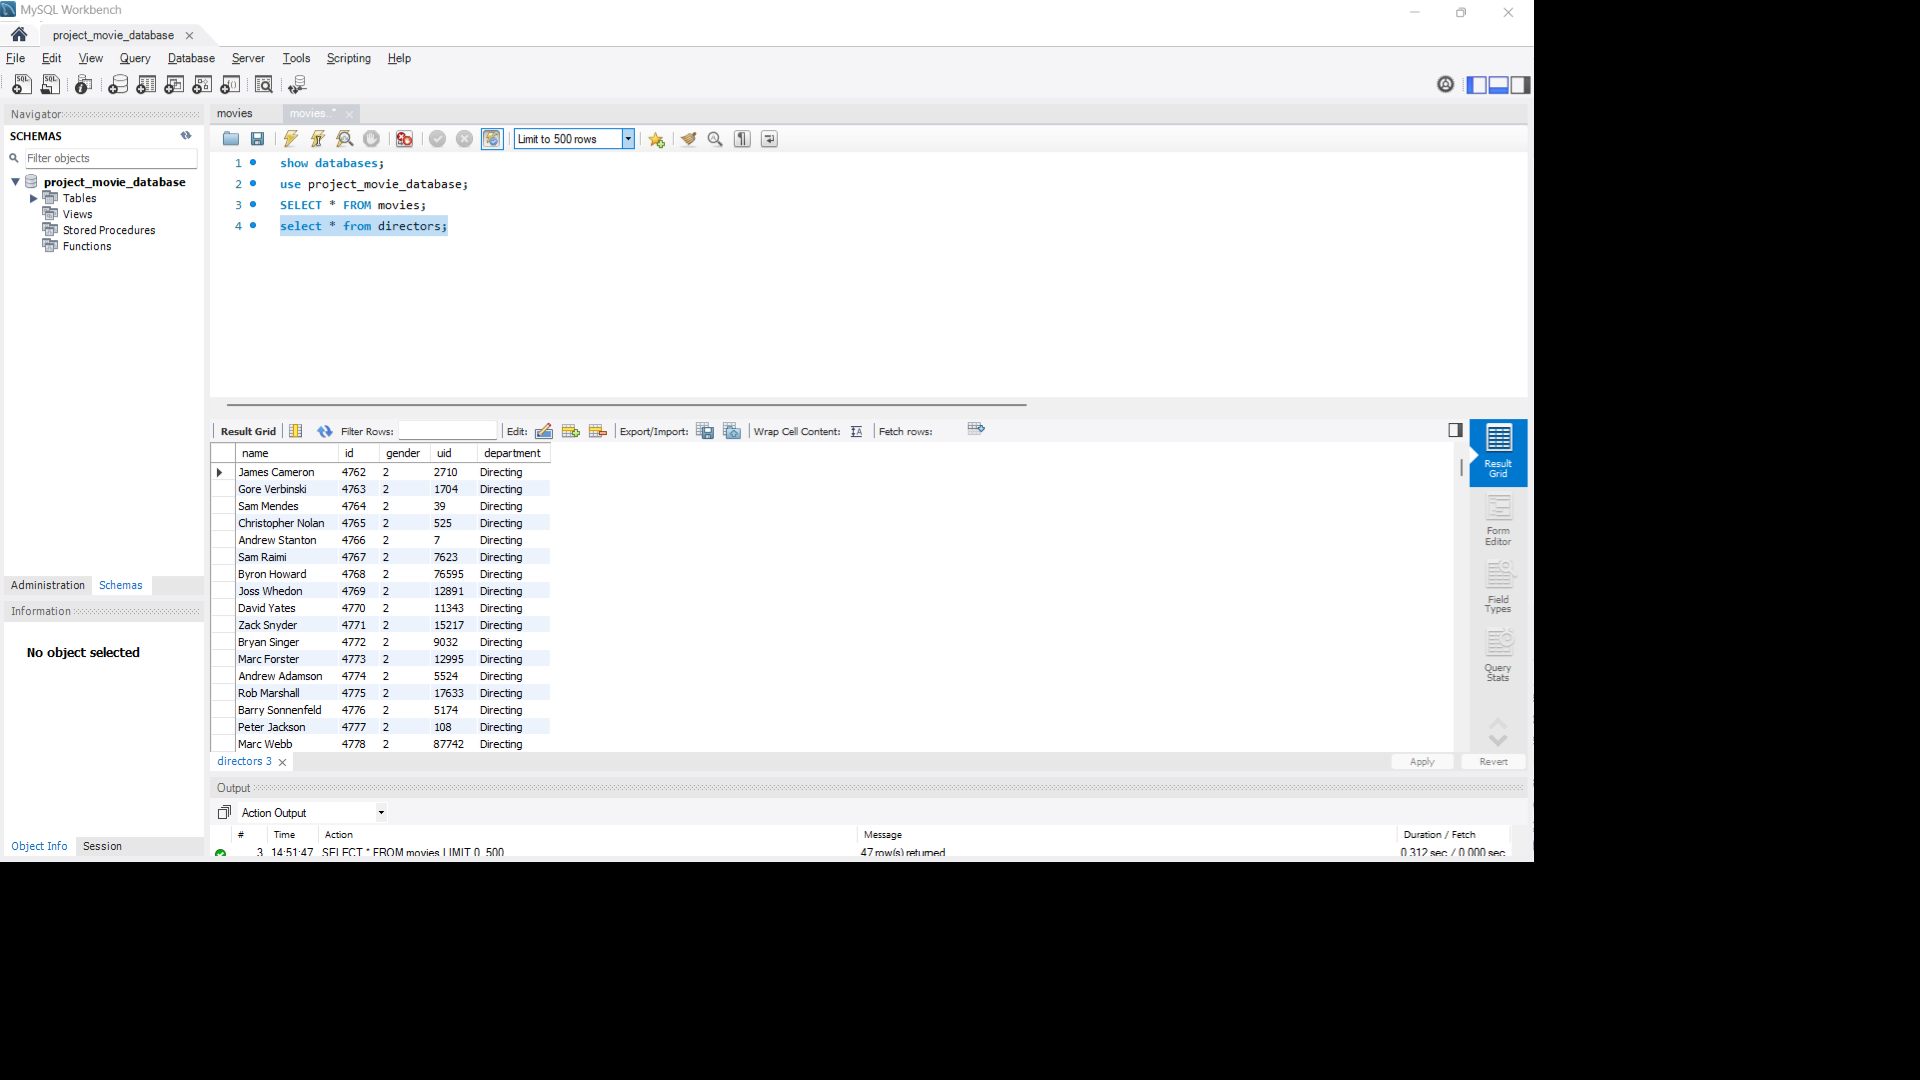 MySQL Workbench
project_movie_database
File Edit View Query Database Server Tools Scripting Help
Navigator
SCHEMAS
Filter objects
project_movie_database
Tables
Views
Stored Procedures
Functions
Administration Schemas
Information
No object selected
Object Info Session
movies movies..*
Limit to 500 rows
1 show databases;
2 use project_movie_database;
3 SELECT * FROM movies;
4 select * from directors;
Result Grid Filter Rows: Edit: Export/Import: Wrap Cell Content: Fetch rows:
name id gender uid department
James Cameron 4762 2 2710 Directing
Gore Verbinski 4763 2 1704 Directing
Sam Mendes 4764 2 39 Directing
Christopher Nolan 4765 2 525 Directing
Andrew Stanton 4766 2 7 Directing
Sam Raimi 4767 2 7623 Directing
Byron Howard 4768 2 76595 Directing
Joss Whedon 4769 2 12891 Directing
David Yates 4770 2 11343 Directing
Zack Snyder 4771 2 15217 Directing
Bryan Singer 4772 2 9032 Directing
Marc Forster 4773 2 12995 Directing
Andrew Adamson 4774 2 5524 Directing
Rob Marshall 4775 2 17633 Directing
Barry Sonnenfeld 4776 2 5174 Directing
Peter Jackson 4777 2 108 Directing
Marc Webb 4778 2 87742 Directing
Result
Grid
Form
Editor
Field
Types
Query
Stats
directors 3
Apply Revert
Output
Action Output
# Time Action Message Duration / Fetch
3 14:51:47 SELECT * FROM movies LIMIT 0, 500 47 row(s) returned 0.312 sec / 0.000 sec